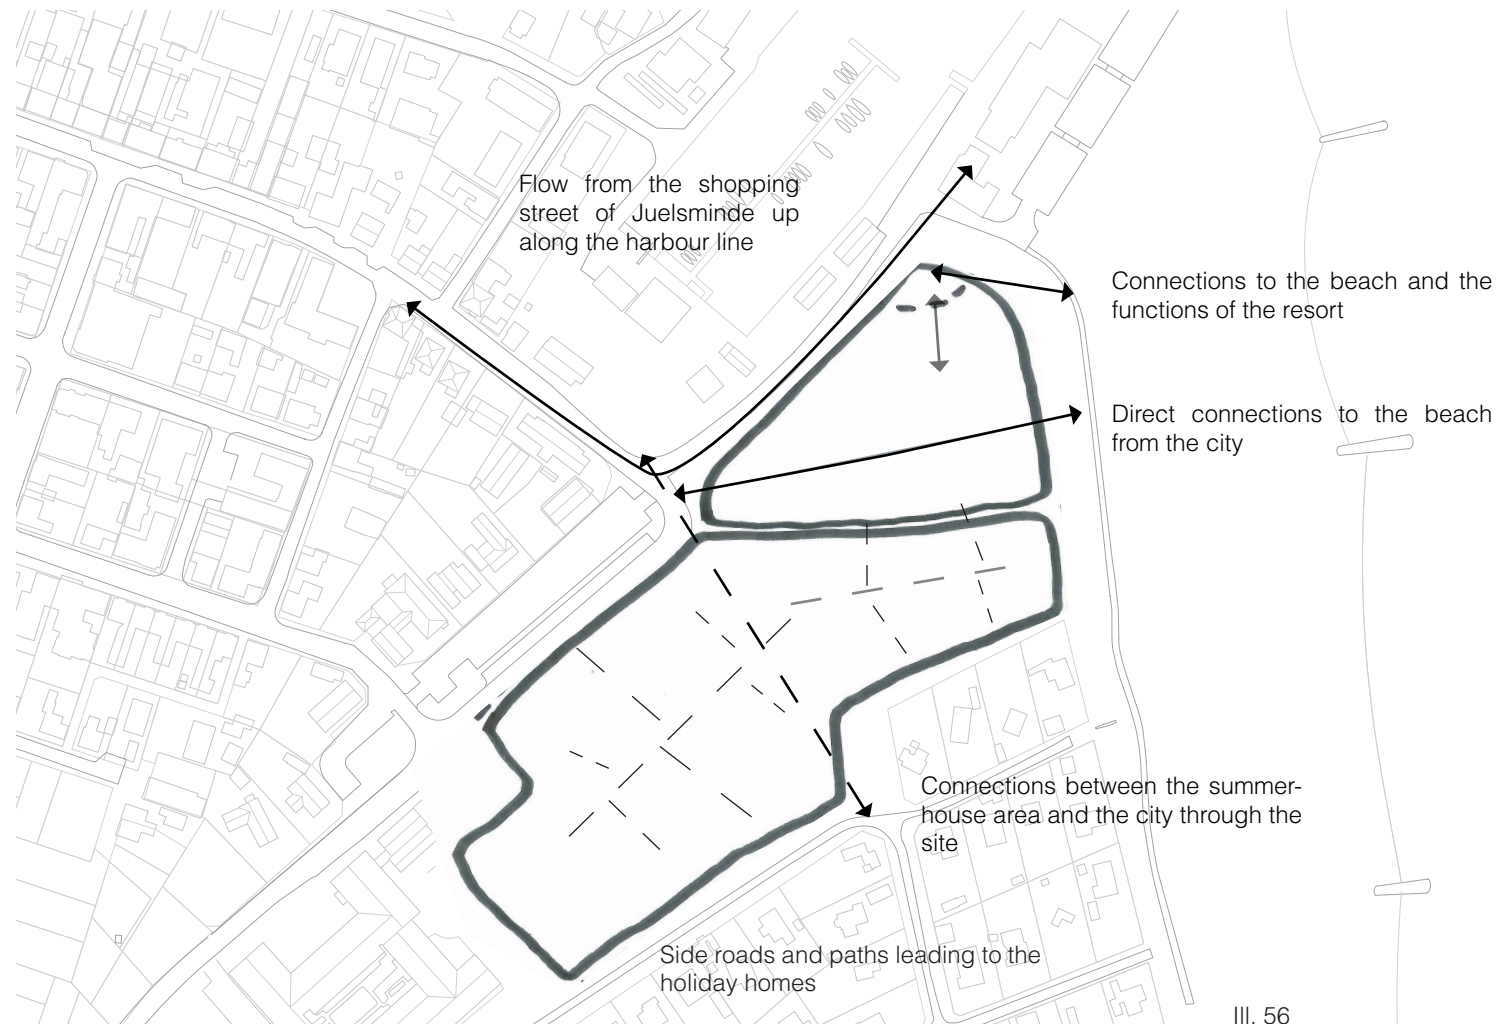 Flow from the shopping
street of Juelsminde up
along the harbour line
Connections to the beach and the
functions of the resort
Direct connections to the beach
from the city
Connections between the summer-
house area and the city through the
site
Side roads and paths leading to the
holiday homes
Ill. 56